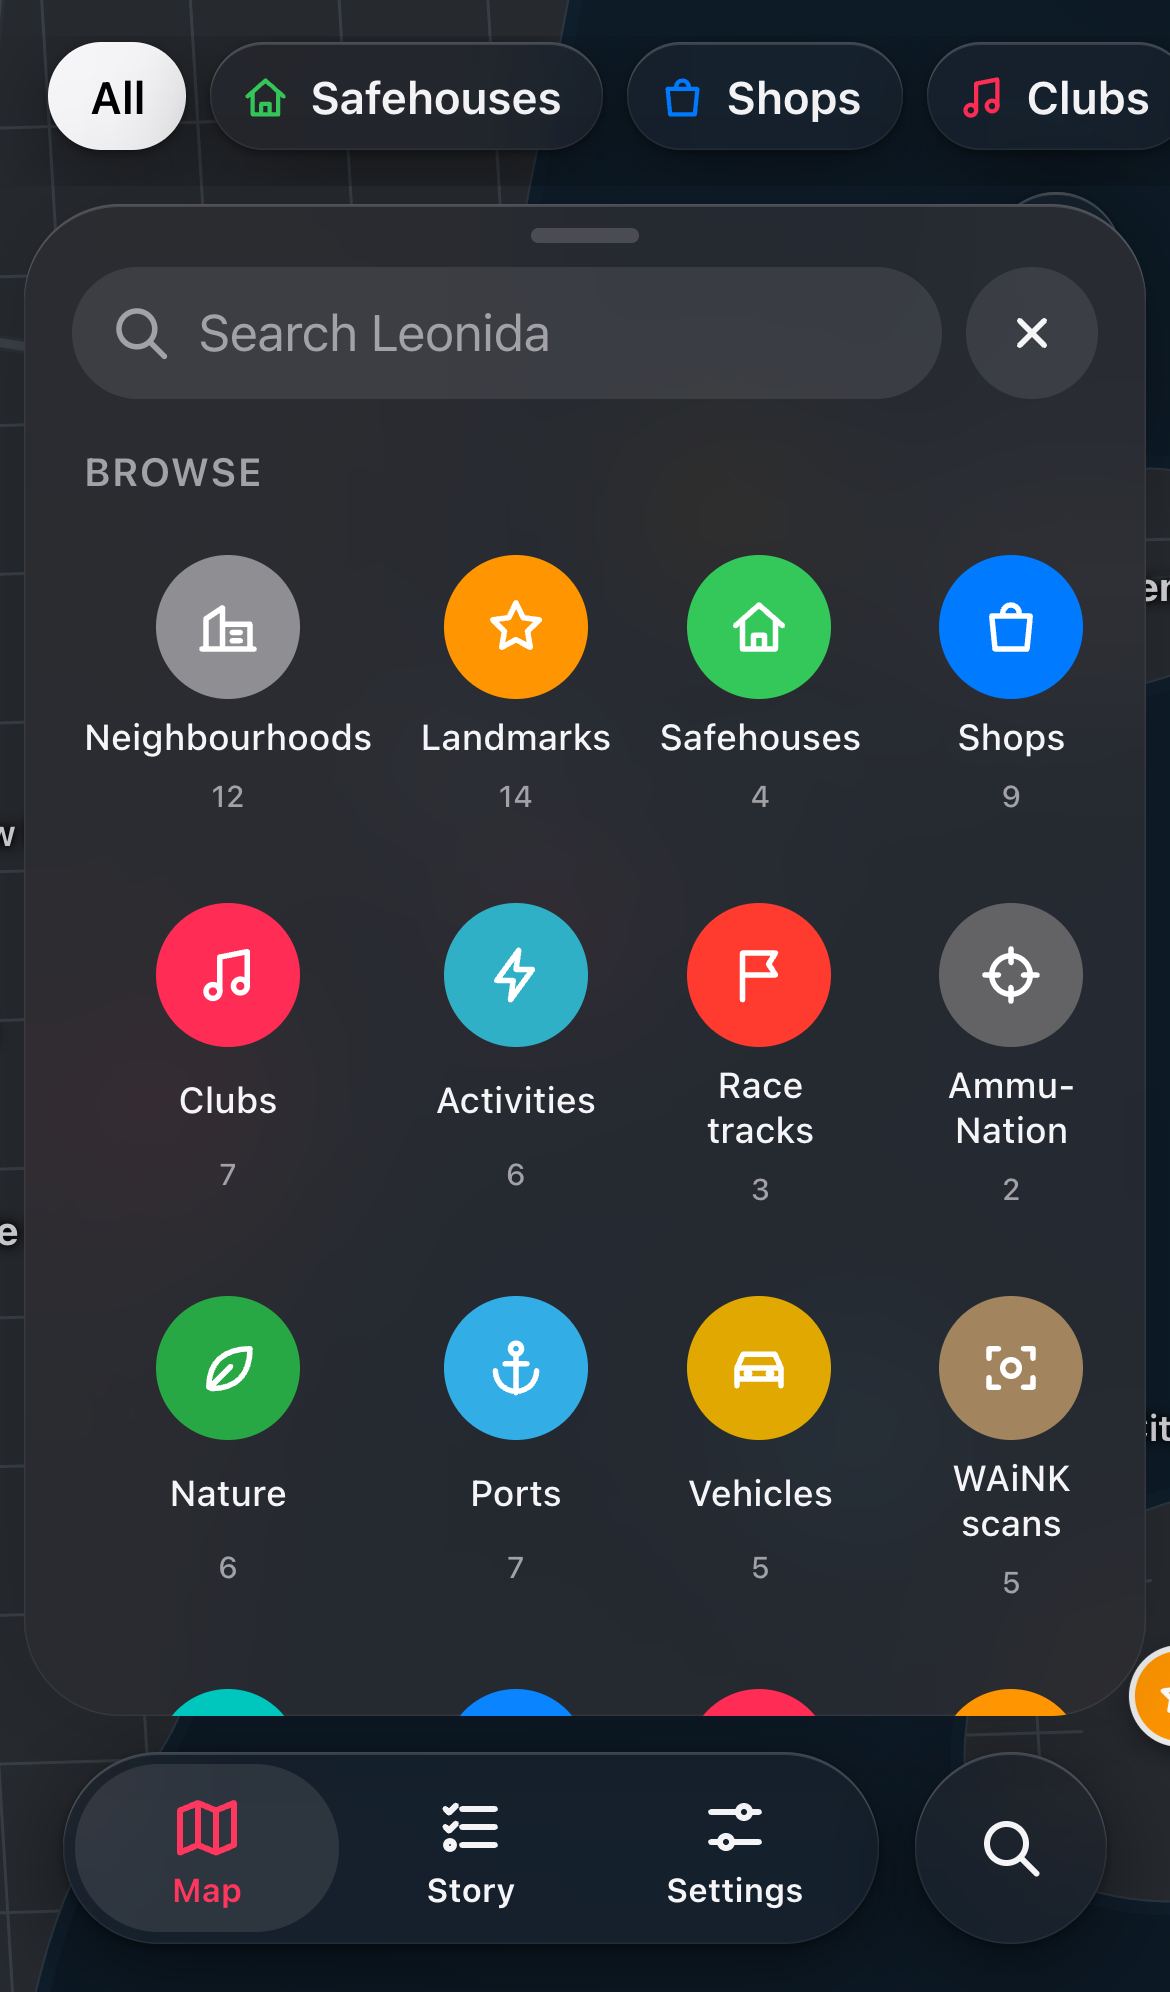 All
Safehouses
Shops
Clubs
Search Leonida
BROWSE
Neighbourhoods
12
Landmarks
14
Safehouses
4
Shops
9
Clubs
7
Activities
6
Race
tracks
3
Ammu-
Nation
2
Nature
6
Ports
7
Vehicles
5
WAiNK
scans
5
Map
Story
Settings